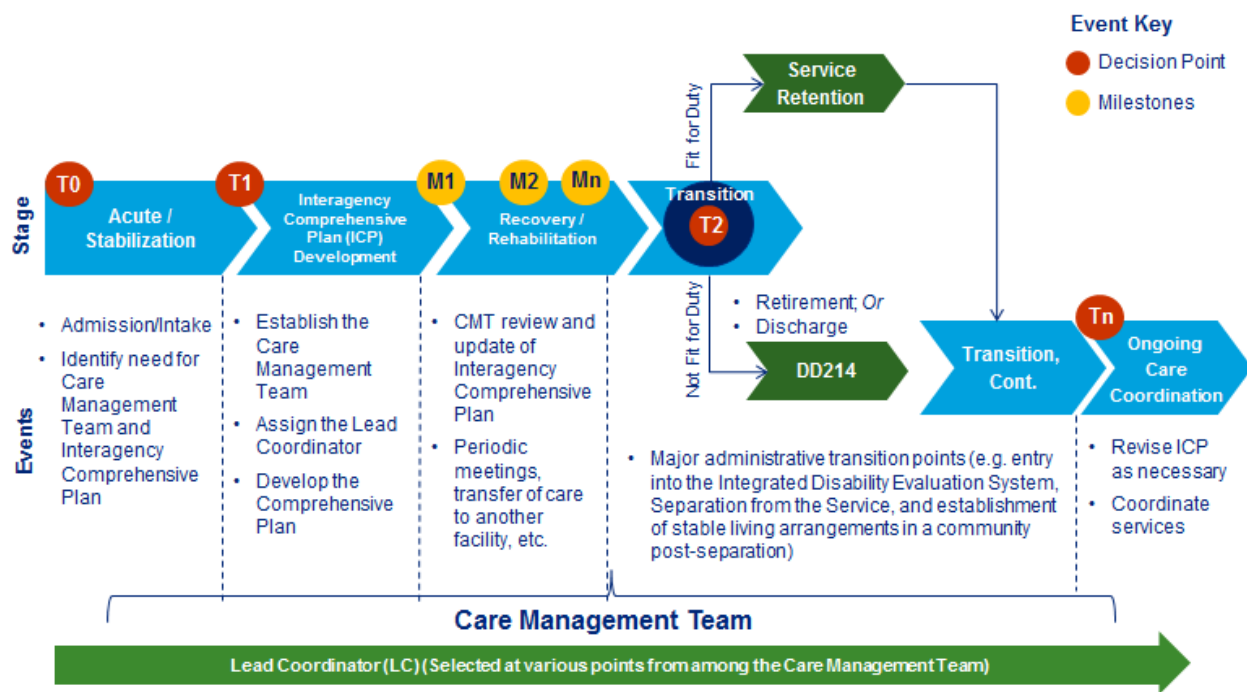 Event Key
Decision Point
Milestones
Service
Retention
Fit for Duty
Stage
T0
T1
M1
M2
Mn
Acute /
Stabilization
Interagency
Comprehensive
Plan (ICP)
Development
Recovery /
Rehabilitation
Transition
T2
Not Fit for Duty
• Retirement; Or
• Discharge
DD214
Transition,
Cont.
Tn
Ongoing
Care
Coordination
Events
• Admission/Intake
• Identify need for
Care
Management
Team and
Interagency
Comprehensive
Plan
• Establish the
Care
Management
Team
• Assign the Lead
Coordinator
• Develop the
Comprehensive
Plan
• CMT review and
update of
Interagency
Comprehensive
Plan
• Periodic
meetings,
transfer of care
to another
facility, etc.
• Major administrative transition points (e.g. entry
into the Integrated Disability Evaluation System,
Separation from the Service, and establishment
of stable living arrangements in a community
post-separation)
• Revise ICP
as necessary
• Coordinate
services
Care Management Team
Lead Coordinator (LC) (Selected at various points from among the Care Management Team)